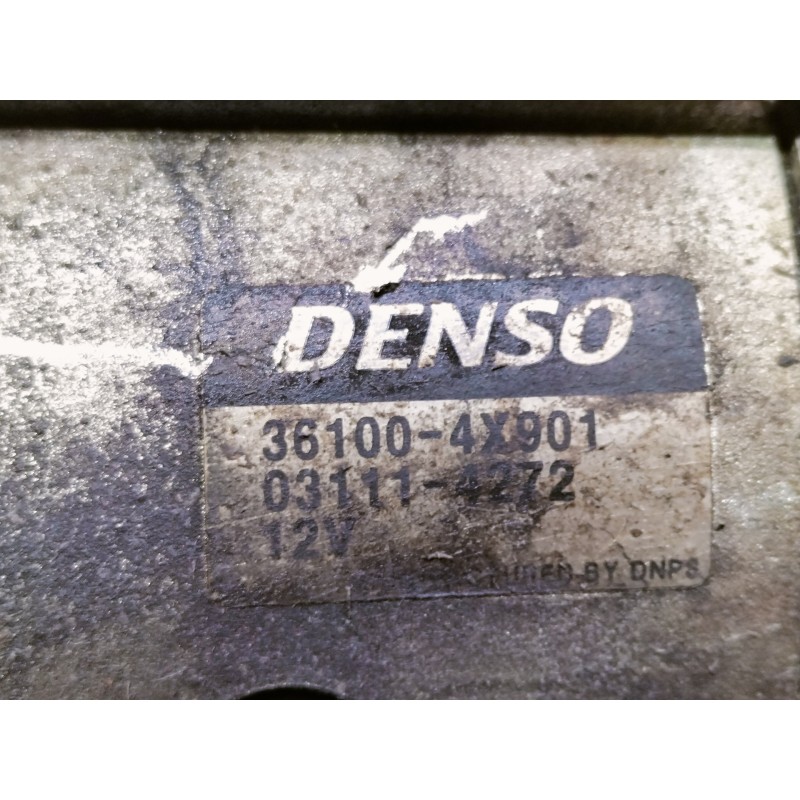 DENSO
36100-4X901
03111-4272
12V
BY DNPS